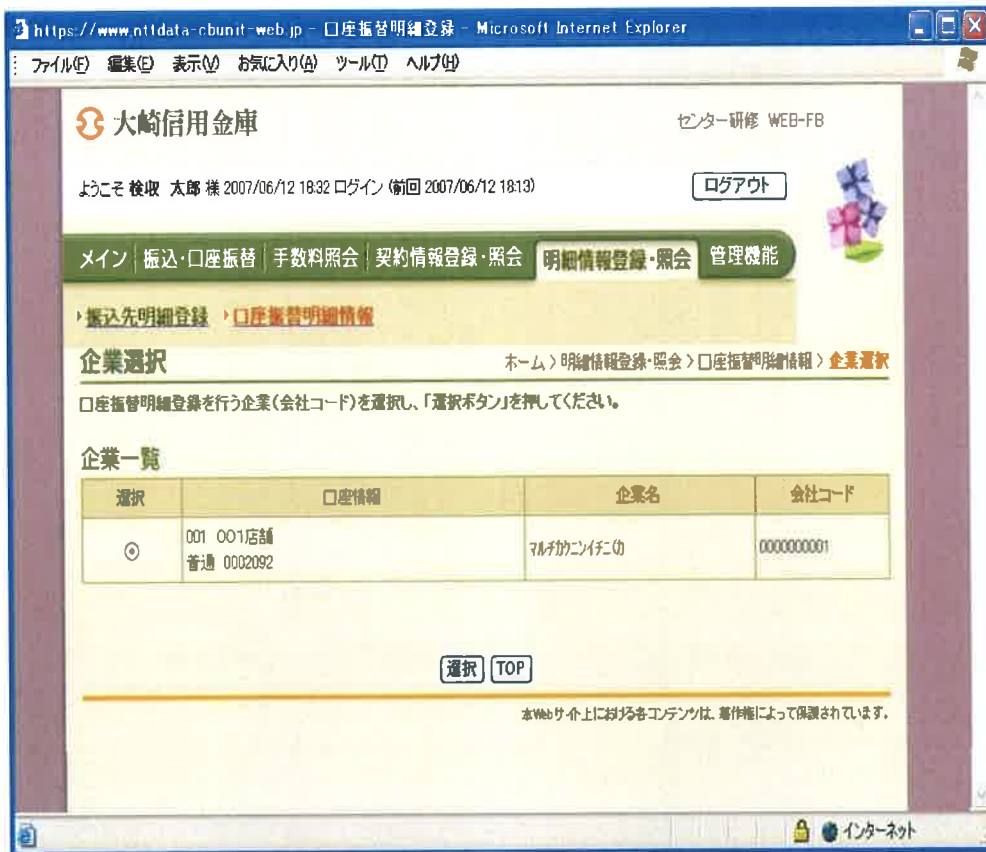 https://www.nttdata-cbunit-web.jp - 口座振替明細登録 - Microsoft Internet Explorer
ファイル(F) 編集(E) 表示(V) お気に入り(A) ツール(T) ヘルプ(H)
大崎信用金庫
センター研修 WEB-FB
ようこそ 検収 太郎 様 2007/06/12 18:32 ログイン (前回 2007/06/12 18:13)
ログアウト
メイン 振込・口座振替 手数料照会 契約情報登録・照会 明細情報登録・照会 管理機能
振込先明細登録 口座振替明細情報
企業選択
ホーム > 明細情報登録・照会 > 口座振替明細情報 > 企業選択
口座振替明細登録を行う企業(会社コード)を選択し、「選択ボタン」を押してください。
企業一覧
選択 口座情報 企業名 会社コード
001 001店舗
普通 0002092
0000000001
選択 TOP
本Webサイト上における各コンテンツは、著作権によって保護されています。
インターネット